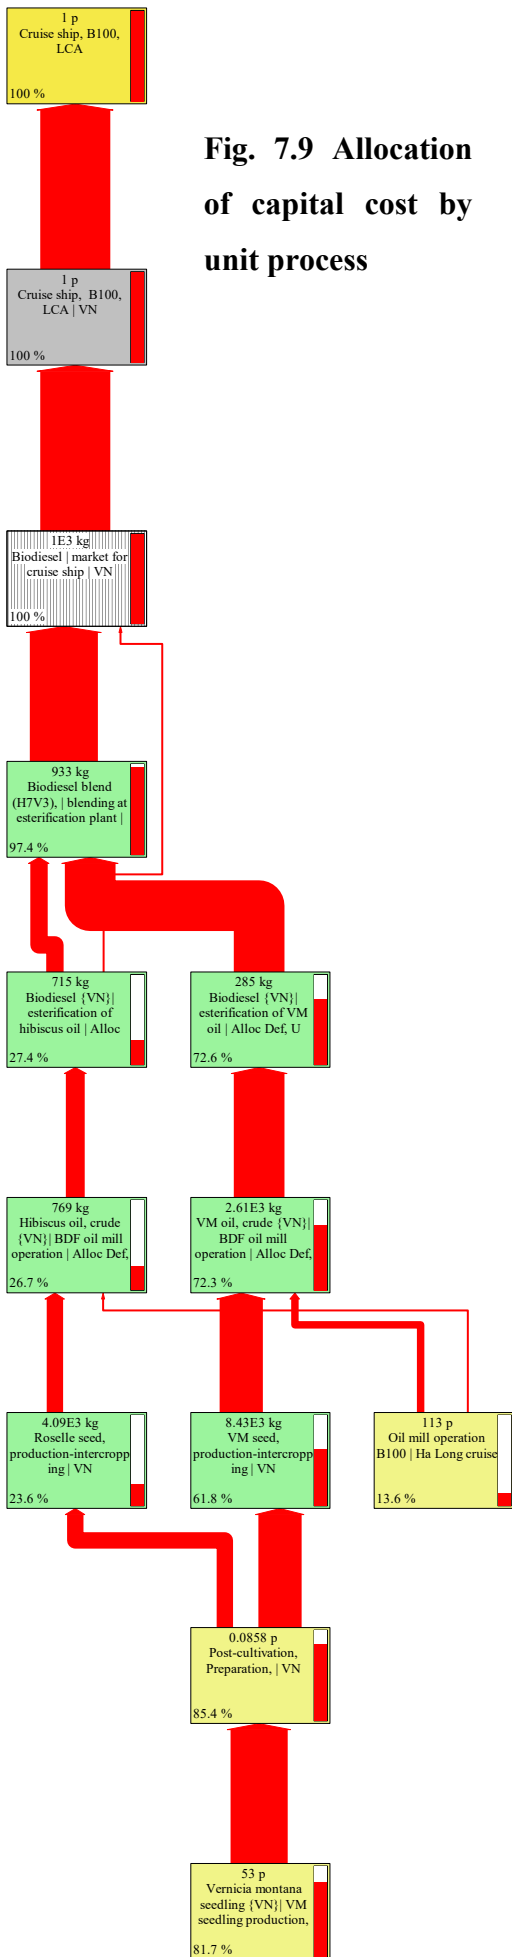 1 p
Cruise ship, B100,
LCA
100 %
Fig. 7.9 Allocation
of capital cost by
unit process
1 p
Cruise ship, B100,
LCA | VN
100 %
1E3 kg
Biodiesel | market for
cruise ship | VN
100 %
933 kg
Biodiesel blend
(H7V3), | blending at
esterification plant |
97.4 %
715 kg
Biodiesel {VN}|
esterification of
hibiscus oil | Alloc
27.4 %
285 kg
Biodiesel {VN}|
esterification of VM
oil | Alloc Def, U
72.6 %
769 kg
Hibiscus oil, crude
{VN}| BDF oil mill
operation | Alloc Def,
26.7 %
2.61E3 kg
VM oil, crude {VN}|
BDF oil mill
operation | Alloc Def,
72.3 %
4.09E3 kg
Roselle seed,
production-intercropp
ing | VN
23.6 %
8.43E3 kg
VM seed,
production-intercropp
ing | VN
61.8 %
113 p
Oil mill operation
B100 | Ha Long cruise
13.6 %
0.0858 p
Post-cultivation,
Preparation, | VN
85.4 %
53 p
Vernicia montana
seedling {VN}| VM
seedling production,
81.7 %